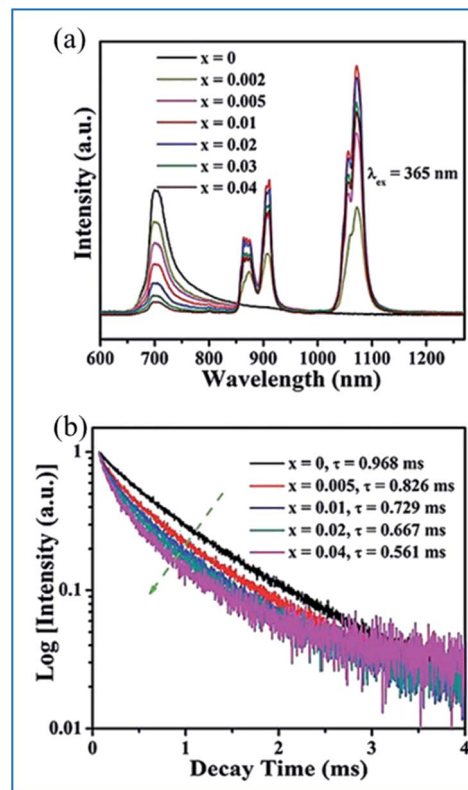 (a)
x = 0
x = 0.002
x = 0.005
x = 0.01
x = 0.02
x = 0.03
x = 0.04
λex = 365 nm
Intensity (a.u.)
600 700 800 900 1000 1100 1200
Wavelength (nm)
(b)
x = 0, τ = 0.968 ms
x = 0.005, τ = 0.826 ms
x = 0.01, τ = 0.729 ms
x = 0.02, τ = 0.667 ms
x = 0.04, τ = 0.561 ms
Log [Intensity (a.u.)]
1
0.1
0.01
0 1 2 3 4
Decay Time (ms)